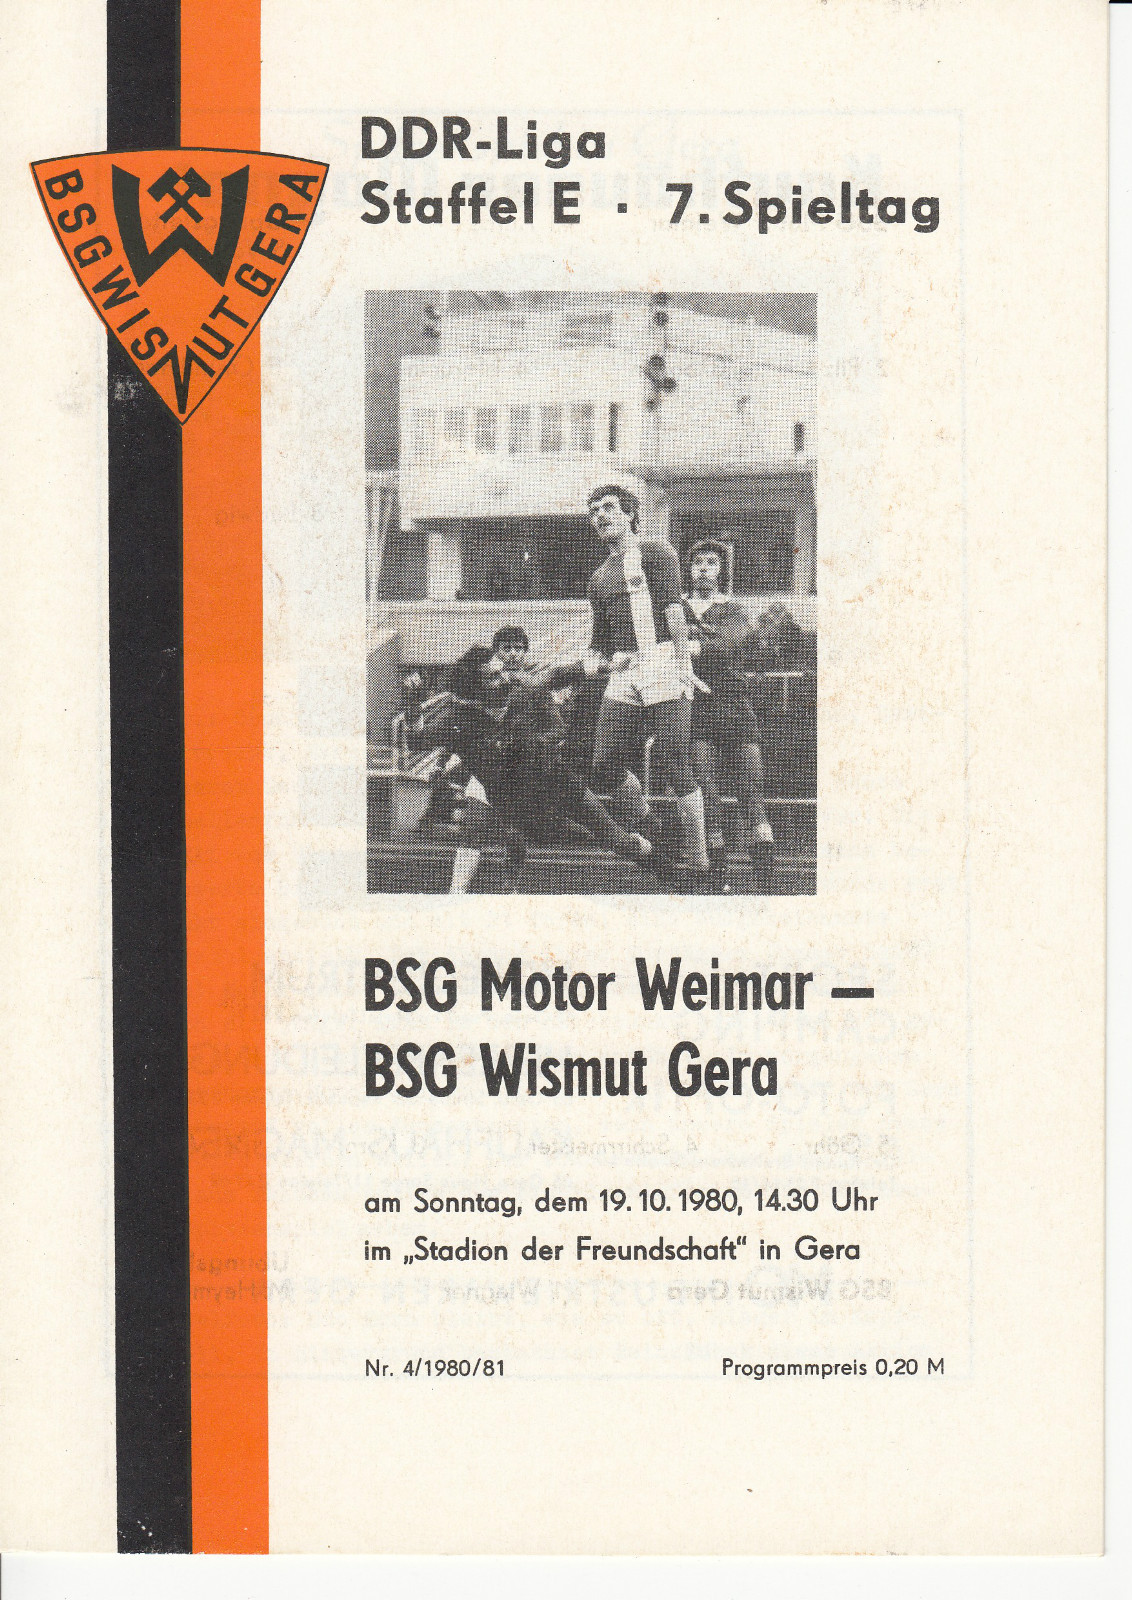 DDR-Liga
Staffel E · 7. Spieltag
BSG WISMUT GERA
W
BSG Motor Weimar –
BSG Wismut Gera
am Sonntag, dem 19. 10. 1980, 14.30 Uhr
im „Stadion der Freundschaft“ in Gera
Nr. 4/1980/81 Programmpreis 0,20 M